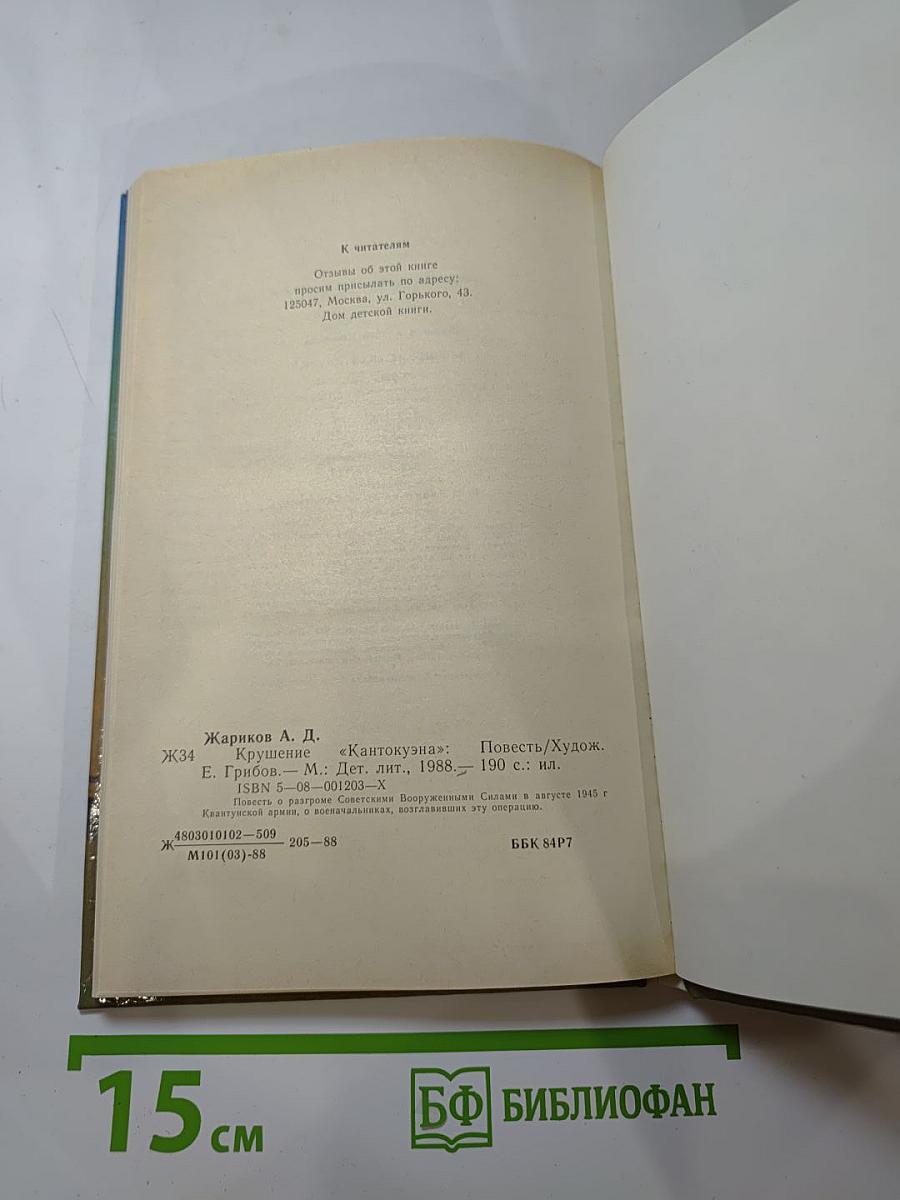 К читателям
Отзывы об этой книге
просим присылать по адресу:
125047, Москва, ул. Горького, 43.
Дом детской книги.
Жариков А. Д.
Ж34 Крушение «Кантокуэна»: Повесть/Худож.
Е. Грибов.— М.: Дет. лит., 1988.— 190 с.: ил.
ISBN 5—08—001203—X
Повесть о разгроме Советскими Вооруженными Силами в августе 1945 г
Квантунской армии, о военачальниках, возглавивших эту операцию.
Ж 4803010102—509 205—88 ББК 84Р7
М101(03)-88
15 см
БФ БИБЛИОФАН